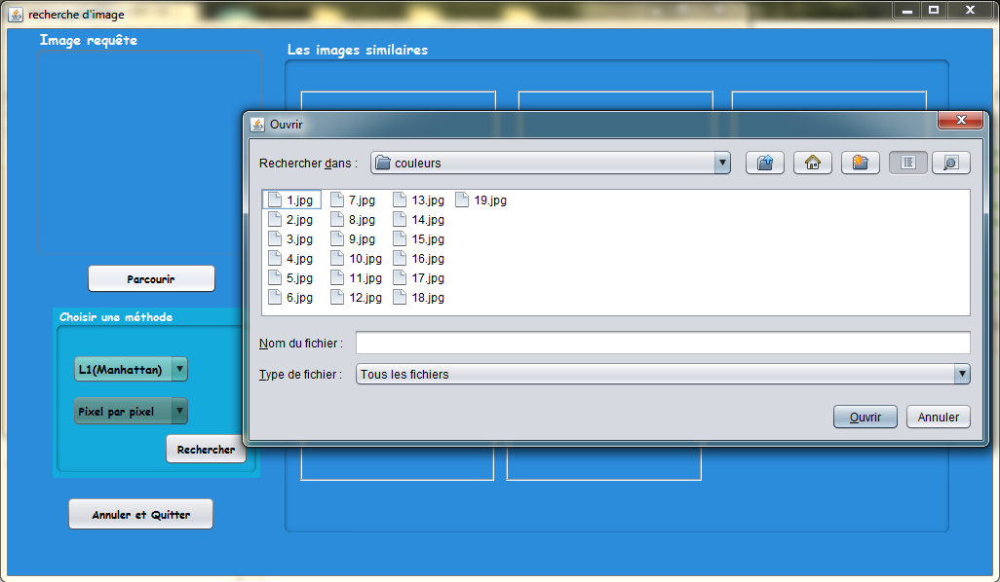 recherche d'image
Image requête
Les images similaires
Ouvrir
Rechercher dans :
couleurs
1.jpg 7.jpg 13.jpg 19.jpg
2.jpg 8.jpg 14.jpg
3.jpg 9.jpg 15.jpg
4.jpg 10.jpg 16.jpg
5.jpg 11.jpg 17.jpg
6.jpg 12.jpg 18.jpg
Nom du fichier :
Type de fichier :
Tous les fichiers
Ouvrir
Annuler
Parcourir
Choisir une méthode
L1(Manhattan)
Pixel par pixel
Rechercher
Annuler et Quitter